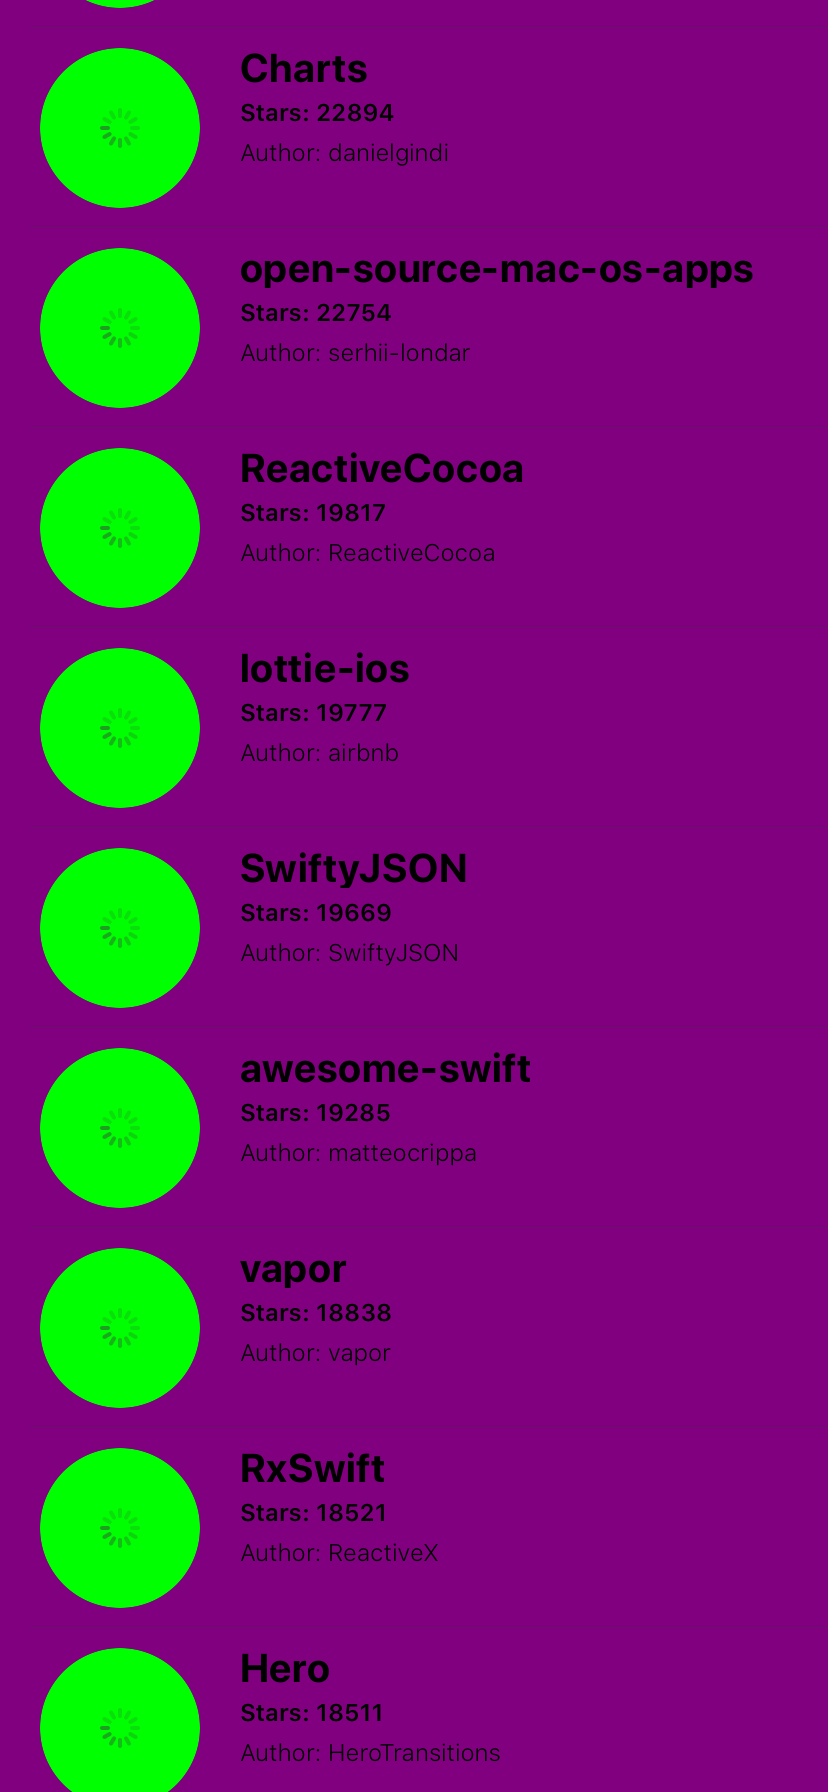 Charts
Stars: 22894
Author: danielgindi
open-source-mac-os-apps
Stars: 22754
Author: serhii-londar
ReactiveCocoa
Stars: 19817
Author: ReactiveCocoa
lottie-ios
Stars: 19777
Author: airbnb
SwiftyJSON
Stars: 19669
Author: SwiftyJSON
awesome-swift
Stars: 19285
Author: matteocrippa
vapor
Stars: 18838
Author: vapor
RxSwift
Stars: 18521
Author: ReactiveX
Hero
Stars: 18511
Author: HeroTransitions